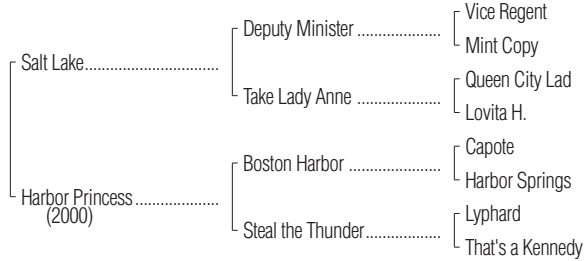 Vice Regent
Deputy Minister ....................
Mint Copy
Salt Lake................................
Queen City Lad
Take Lady Anne ....................
Lovita H.
Capote
Boston Harbor ......................
Harbor Springs
Harbor Princess....................
(2000)
Lyphard
Steal the Thunder..................
That's a Kennedy